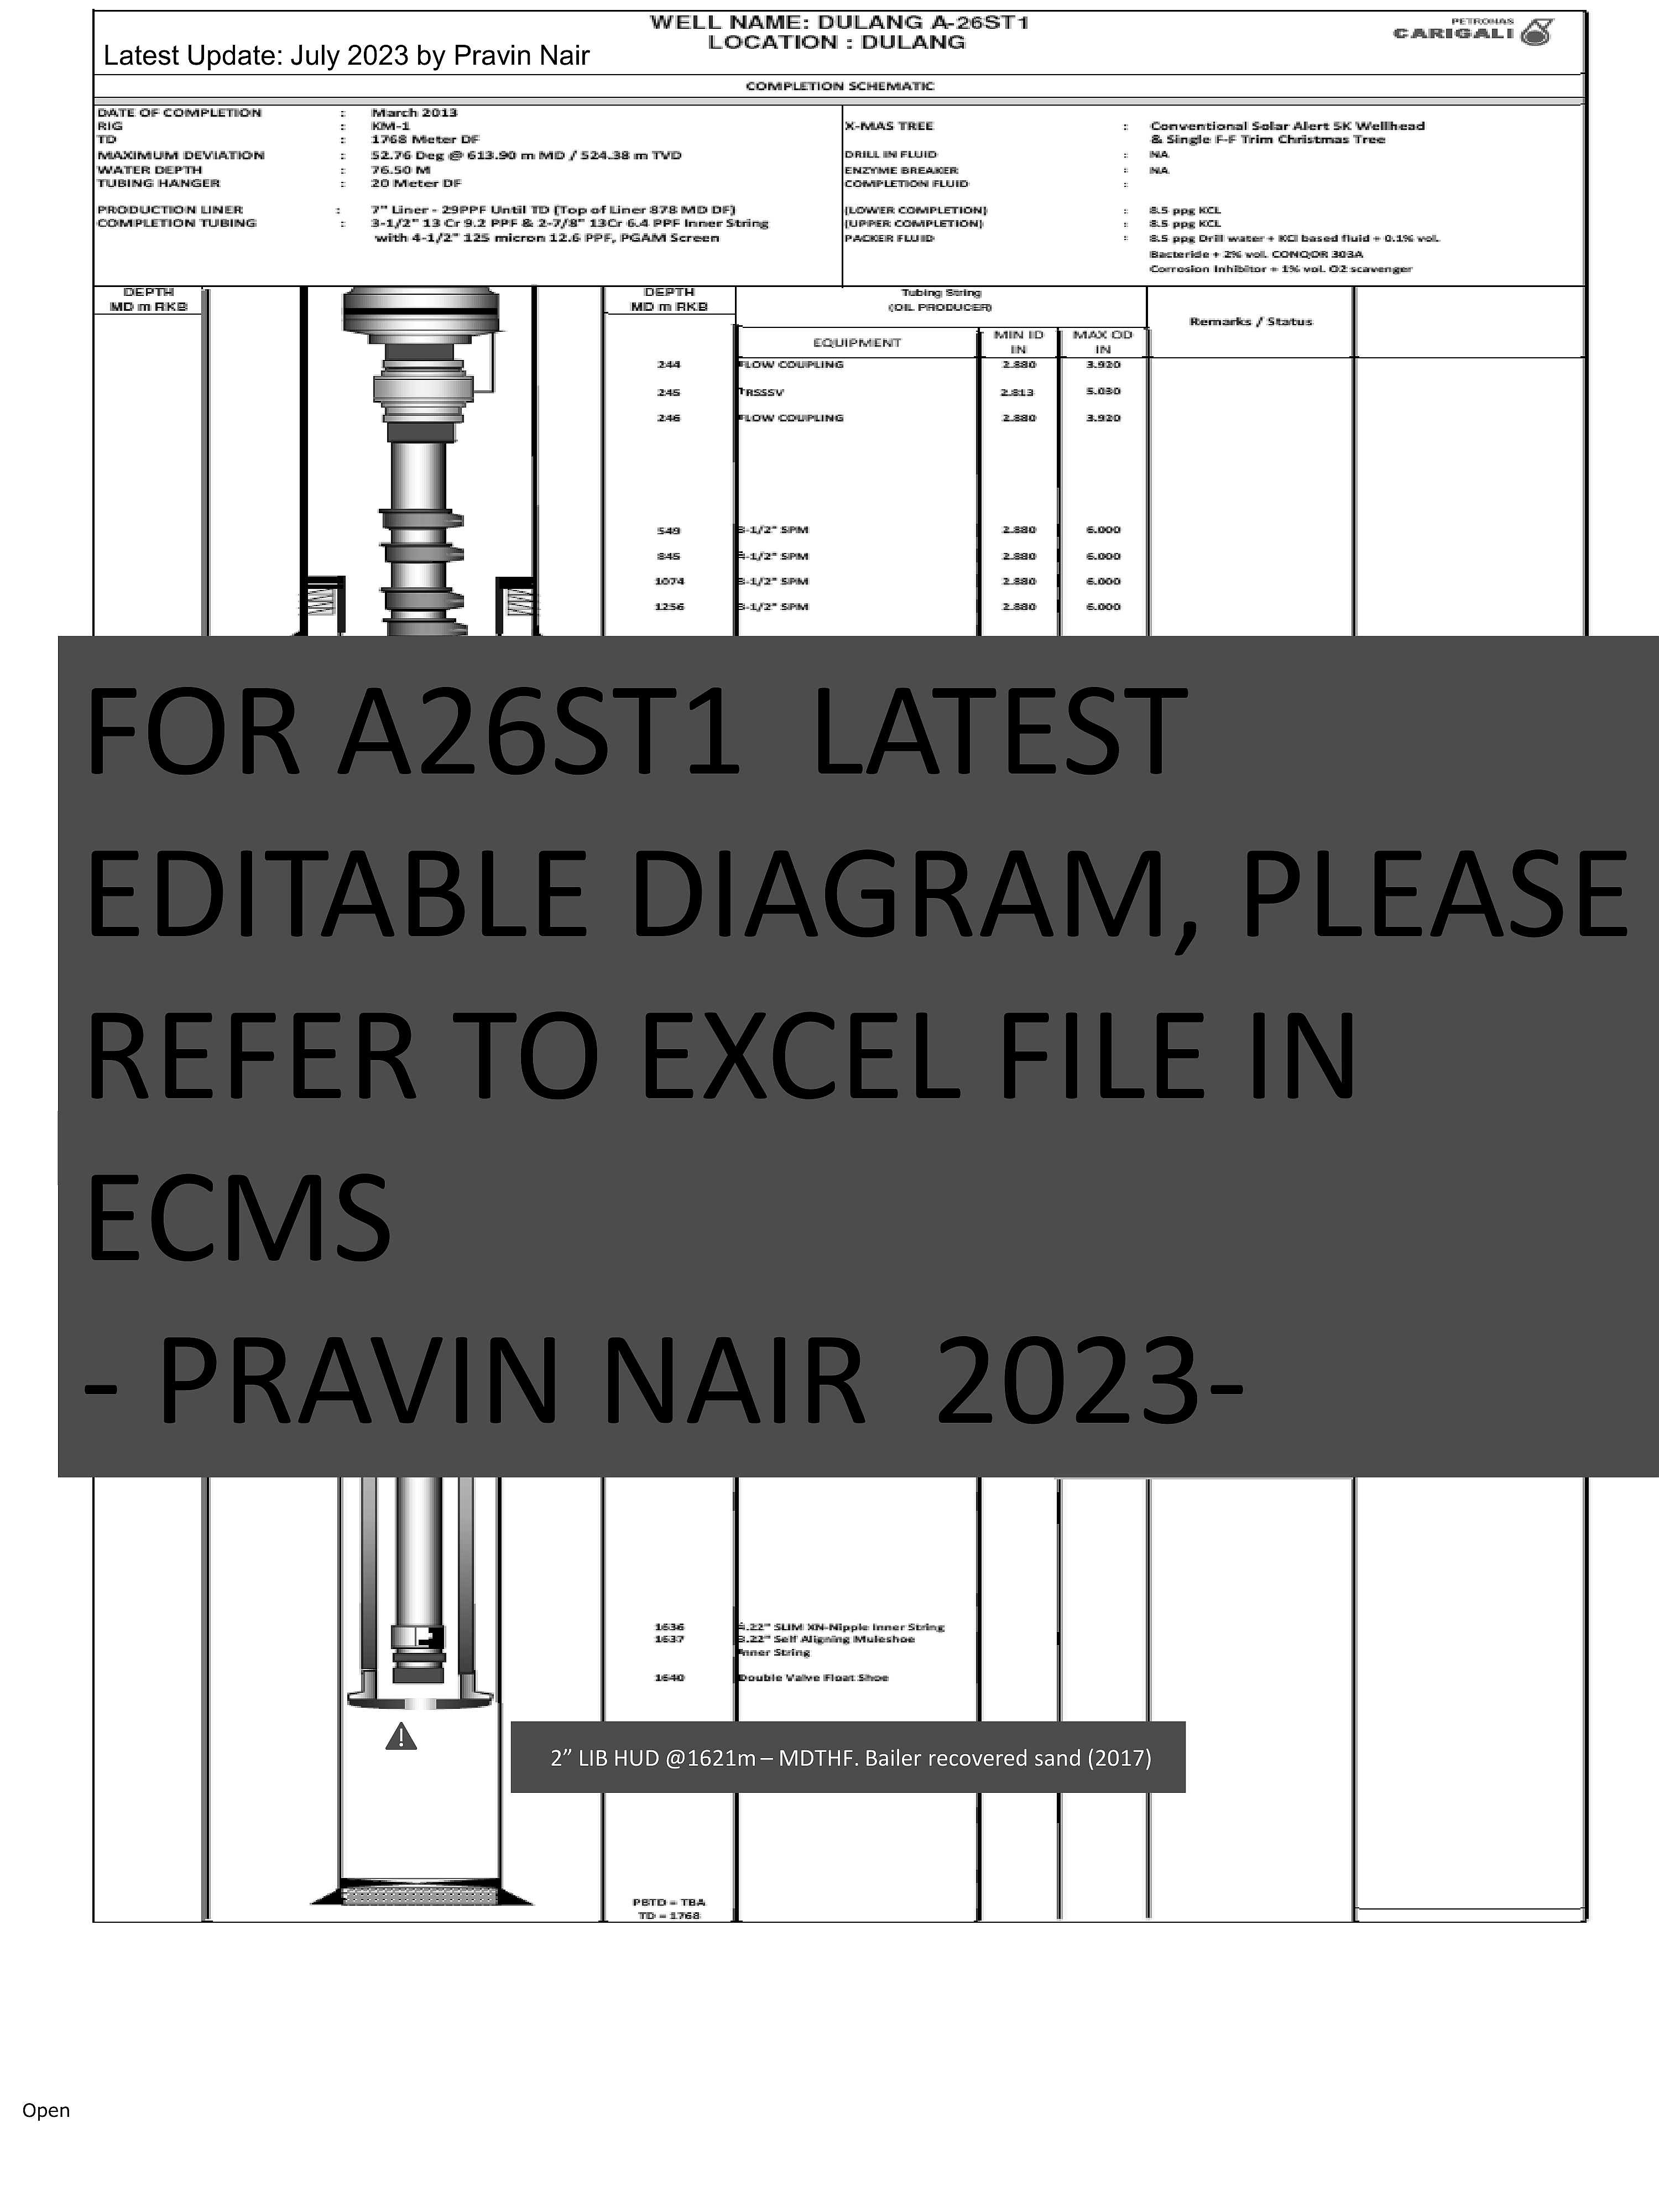 WELL NAME: DULANG A-26ST1
LOCATION : DULANG
PETRONAS
CARIGALI
Latest Update: July 2023 by Pravin Nair
COMPLETION SCHEMATIC
DATE OF COMPLETION : March 2013
RIG : KM-1
TD : 1768 Meter DF
MAXIMUM DEVIATION : 52.76 Deg @ 613.90 m MD / 524.38 m TVD
WATER DEPTH : 76.50 M
TUBING HANGER : 20 Meter DF
PRODUCTION LINER : 7" Liner - 29PPF Until TD (Top of Liner 878 MD DF)
COMPLETION TUBING : 3-1/2" 13 Cr 9.2 PPF & 2-7/8" 13Cr 6.4 PPF Inner String
with 4-1/2" 125 micron 12.6 PPF, PGAM Screen
X-MAS TREE : Conventional Solar Alert 5K Wellhead
& Single F-F Trim Christmas Tree
DRILL IN FLUID : NA
ENZYME BREAKER : NA
COMPLETION FLUID :
(LOWER COMPLETION) : 8.5 ppg KCL
(UPPER COMPLETION) : 8.5 ppg KCL
PACKER FLUID : 8.5 ppg Drill water + KCl based fluid + 0.1% vol.
Bactericide + 2% vol. CONQOR 303A
Corrosion Inhibitor + 1% vol. O2 scavenger
DEPTH
MD m RKB
DEPTH
MD m RKB
Tubing String
(OIL PRODUCER)
Remarks / Status
EQUIPMENT
MIN ID
IN
MAX OD
IN
244 FLOW COUPLING 2.880 3.920
245 TRSSSV 2.813 5.030
246 FLOW COUPLING 2.880 3.920
549 3-1/2" SPM 2.880 6.000
845 3-1/2" SPM 2.880 6.000
1074 3-1/2" SPM 2.880 6.000
1256 3-1/2" SPM 2.880 6.000
FOR A26ST1 LATEST
EDITABLE DIAGRAM, PLEASE
REFER TO EXCEL FILE IN
ECMS
- PRAVIN NAIR 2023-
1636 3.22" SLIM XN-Nipple Inner String
1637 3.22" Self Aligning Muleshoe
Inner String
1640 Double Valve Float Shoe
2” LIB HUD @1621m – MDTHF. Bailer recovered sand (2017)
PBTD = TBA
TD = 1768
Open